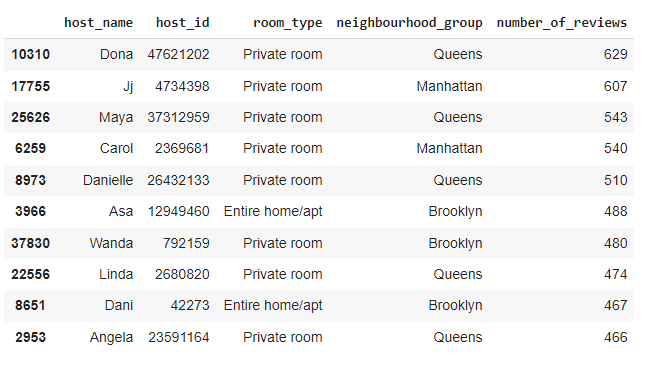 host_name host_id room_type neighbourhood_group number_of_reviews
10310 Dona 47621202 Private room Queens 629
17755 Jj 4734398 Private room Manhattan 607
25626 Maya 37312959 Private room Queens 543
6259 Carol 2369681 Private room Manhattan 540
8973 Danielle 26432133 Private room Queens 510
3966 Asa 12949460 Entire home/apt Brooklyn 488
37830 Wanda 792159 Private room Brooklyn 480
22556 Linda 2680820 Private room Queens 474
8651 Dani 42273 Entire home/apt Brooklyn 467
2953 Angela 23591164 Private room Queens 466